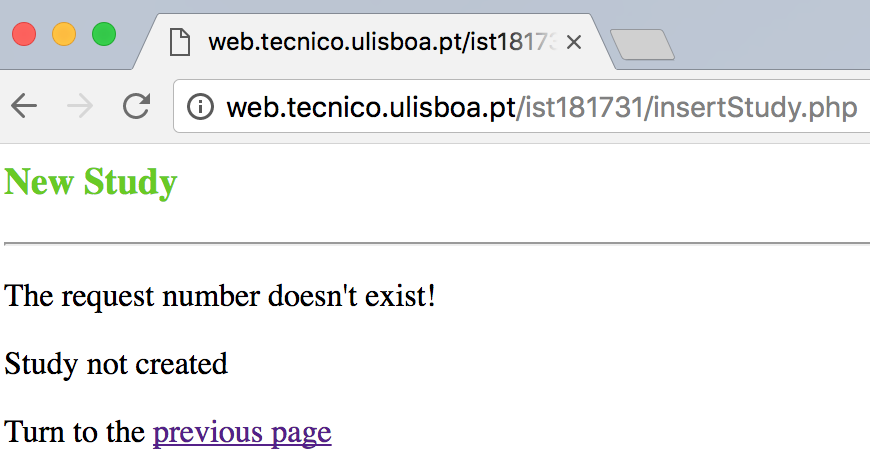 web.tecnico.ulisboa.pt/ist18173
web.tecnico.ulisboa.pt/ist181731/insertStudy.php
New Study
The request number doesn't exist!
Study not created
Turn to the previous page